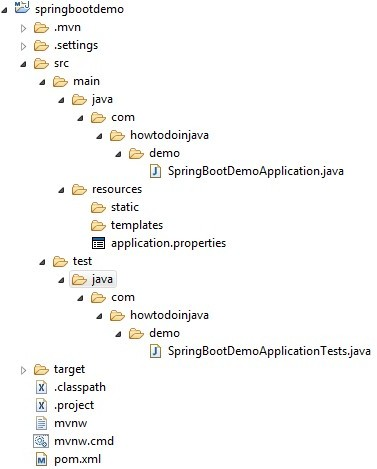 springbootdemo
.mvn
.settings
src
main
java
com
howtodoinjava
demo
SpringBootDemoApplication.java
resources
static
templates
application.properties
test
java
com
howtodoinjava
demo
SpringBootDemoApplicationTests.java
target
.classpath
.project
mvnw
mvnw.cmd
pom.xml